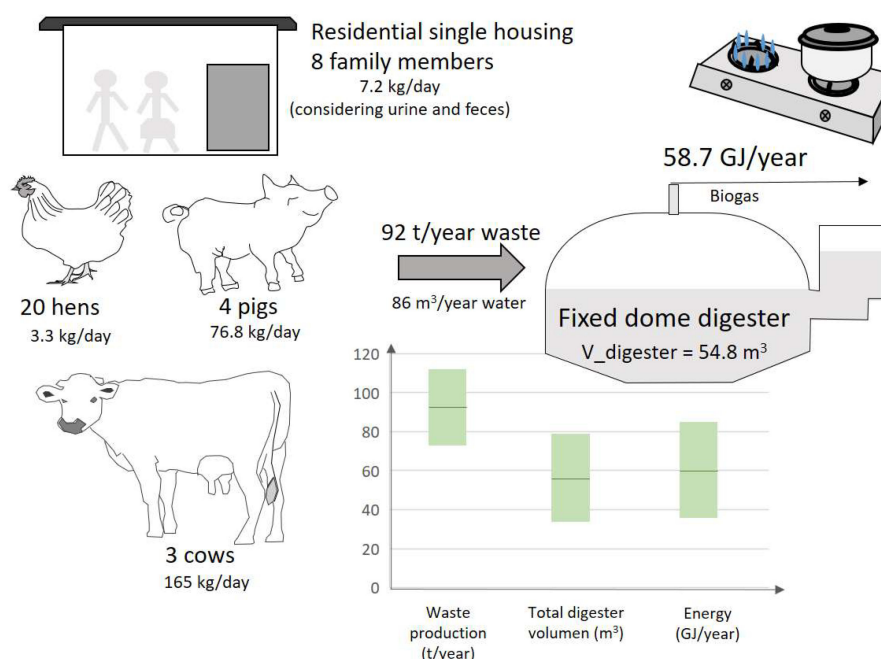 Residential single housing
8 family members
7.2 kg/day
(considering urine and feces)
58.7 GJ/year
Biogas
20 hens
3.3 kg/day
4 pigs
76.8 kg/day
92 t/year waste
86 m³/year water
Fixed dome digester
V_digester = 54.8 m³
3 cows
165 kg/day
120
100
80
60
40
20
0
Waste
production
(t/year)
Total digester
volumen (m³)
Energy
(GJ/year)